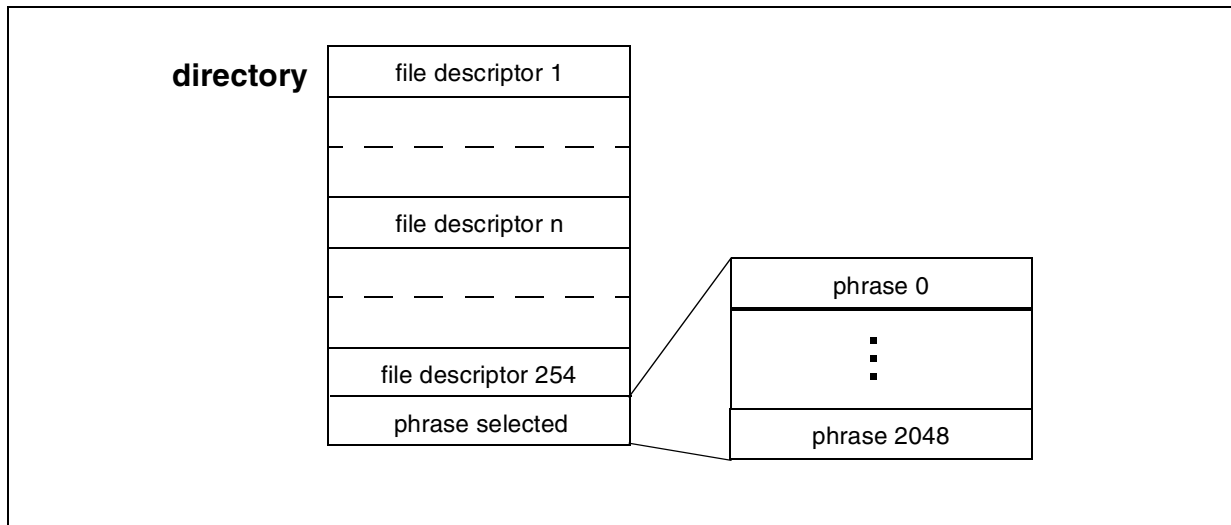 directory
file descriptor 1
file descriptor n
file descriptor 254
phrase selected
phrase 0
phrase 2048